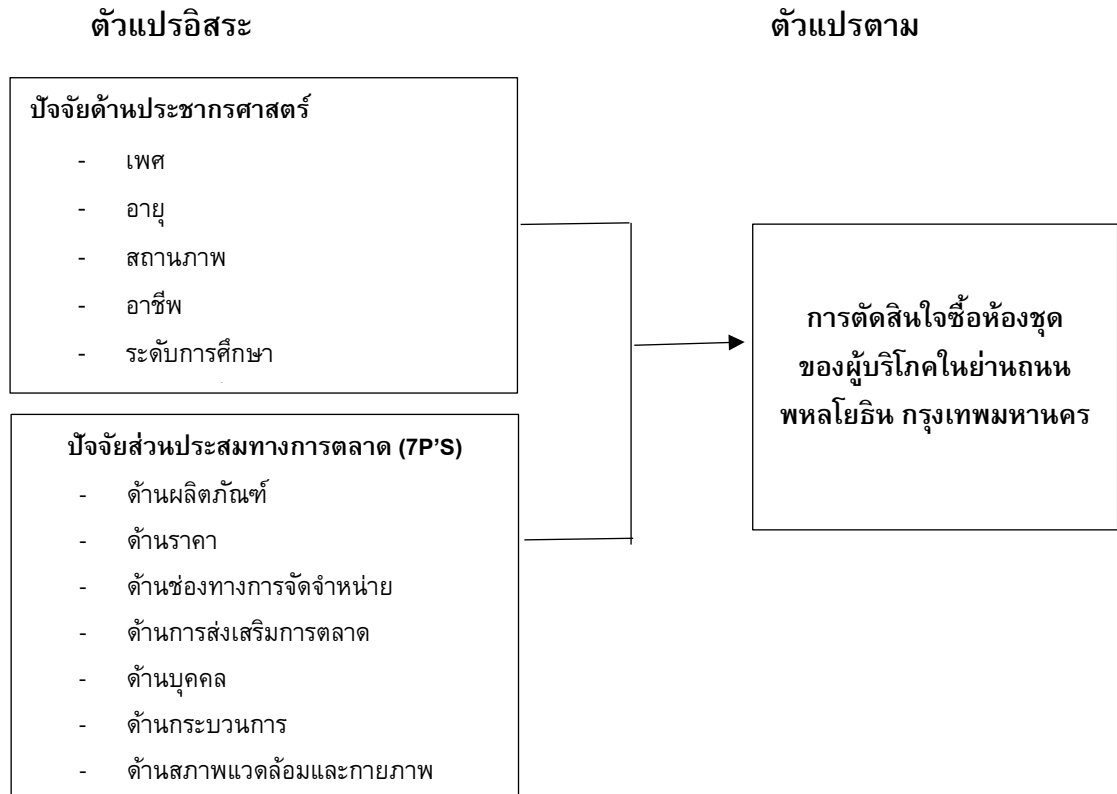 ตัวแปรอิสระ
ตัวแปรตาม
ปัจจัยด้านประชากรศาสตร์
- เพศ
- อายุ
- สถานภาพ
- อาชีพ
- ระดับการศึกษา
ปัจจัยส่วนประสมทางการตลาด (7P’S)
- ด้านผลิตภัณฑ์
- ด้านราคา
- ด้านช่องทางการจัดจำหน่าย
- ด้านการส่งเสริมการตลาด
- ด้านบุคคล
- ด้านกระบวนการ
- ด้านสภาพแวดล้อมและกายภาพ
การตัดสินใจซื้อห้องชุด
ของผู้บริโภคในย่านถนน
พหลโยธิน กรุงเทพมหานคร